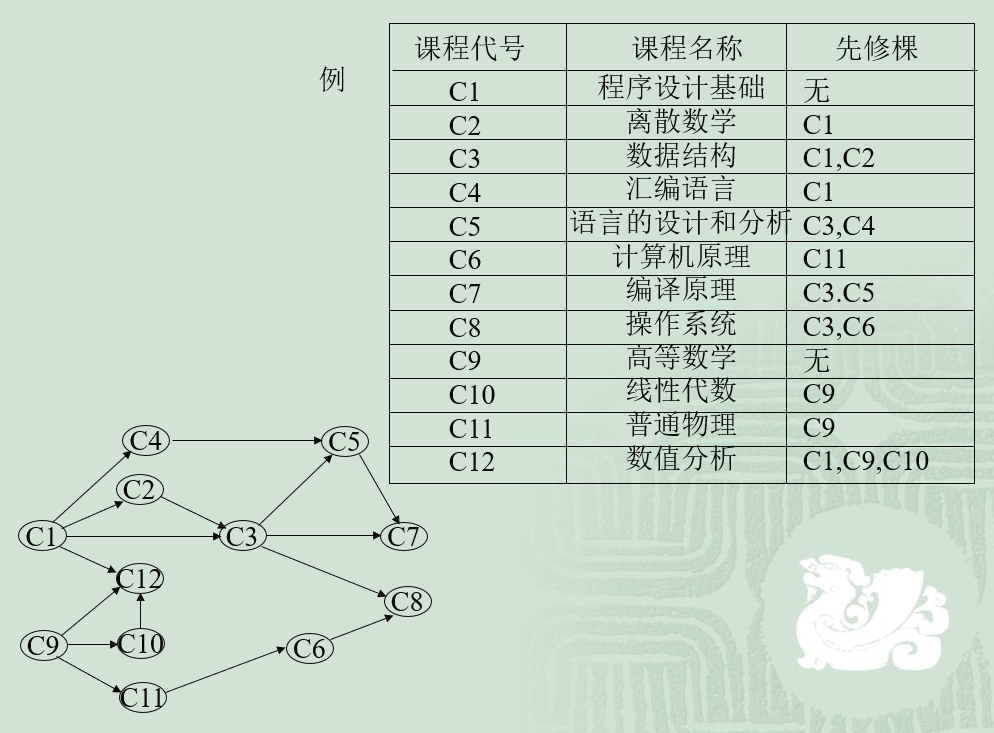 例
课程代号 课程名称 先修棵
C1 程序设计基础 无
C2 离散数学 C1
C3 数据结构 C1,C2
C4 汇编语言 C1
C5 语言的设计和分析 C3,C4
C6 计算机原理 C11
C7 编译原理 C3.C5
C8 操作系统 C3,C6
C9 高等数学 无
C10 线性代数 C9
C11 普通物理 C9
C12 数值分析 C1,C9,C10
C4 C5
C2
C1 C3 C7
C12
C8
C9 C10 C6
C11